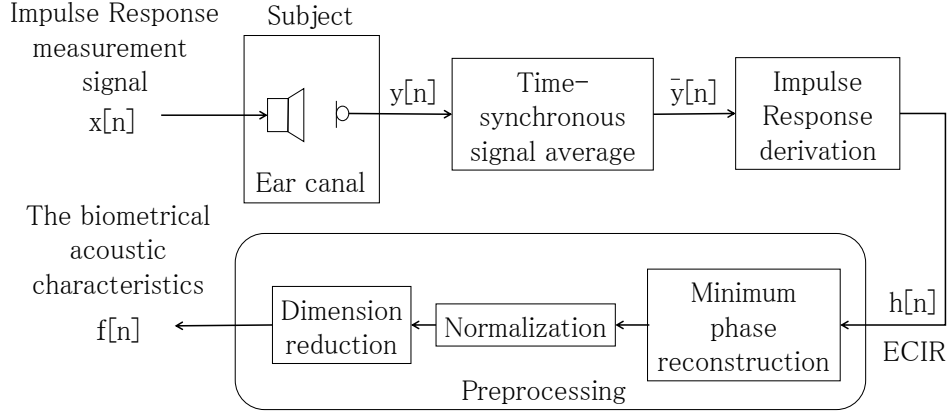 Impulse Response
measurement
signal
x[n]
Subject
Ear canal
y[n]
Time-
synchronous
signal average
ȳ[n]
Impulse
Response
derivation
h[n]
ECIR
Minimum
phase
reconstruction
Normalization
Dimension
reduction
Preprocessing
The biometrical
acoustic
characteristics
f[n]